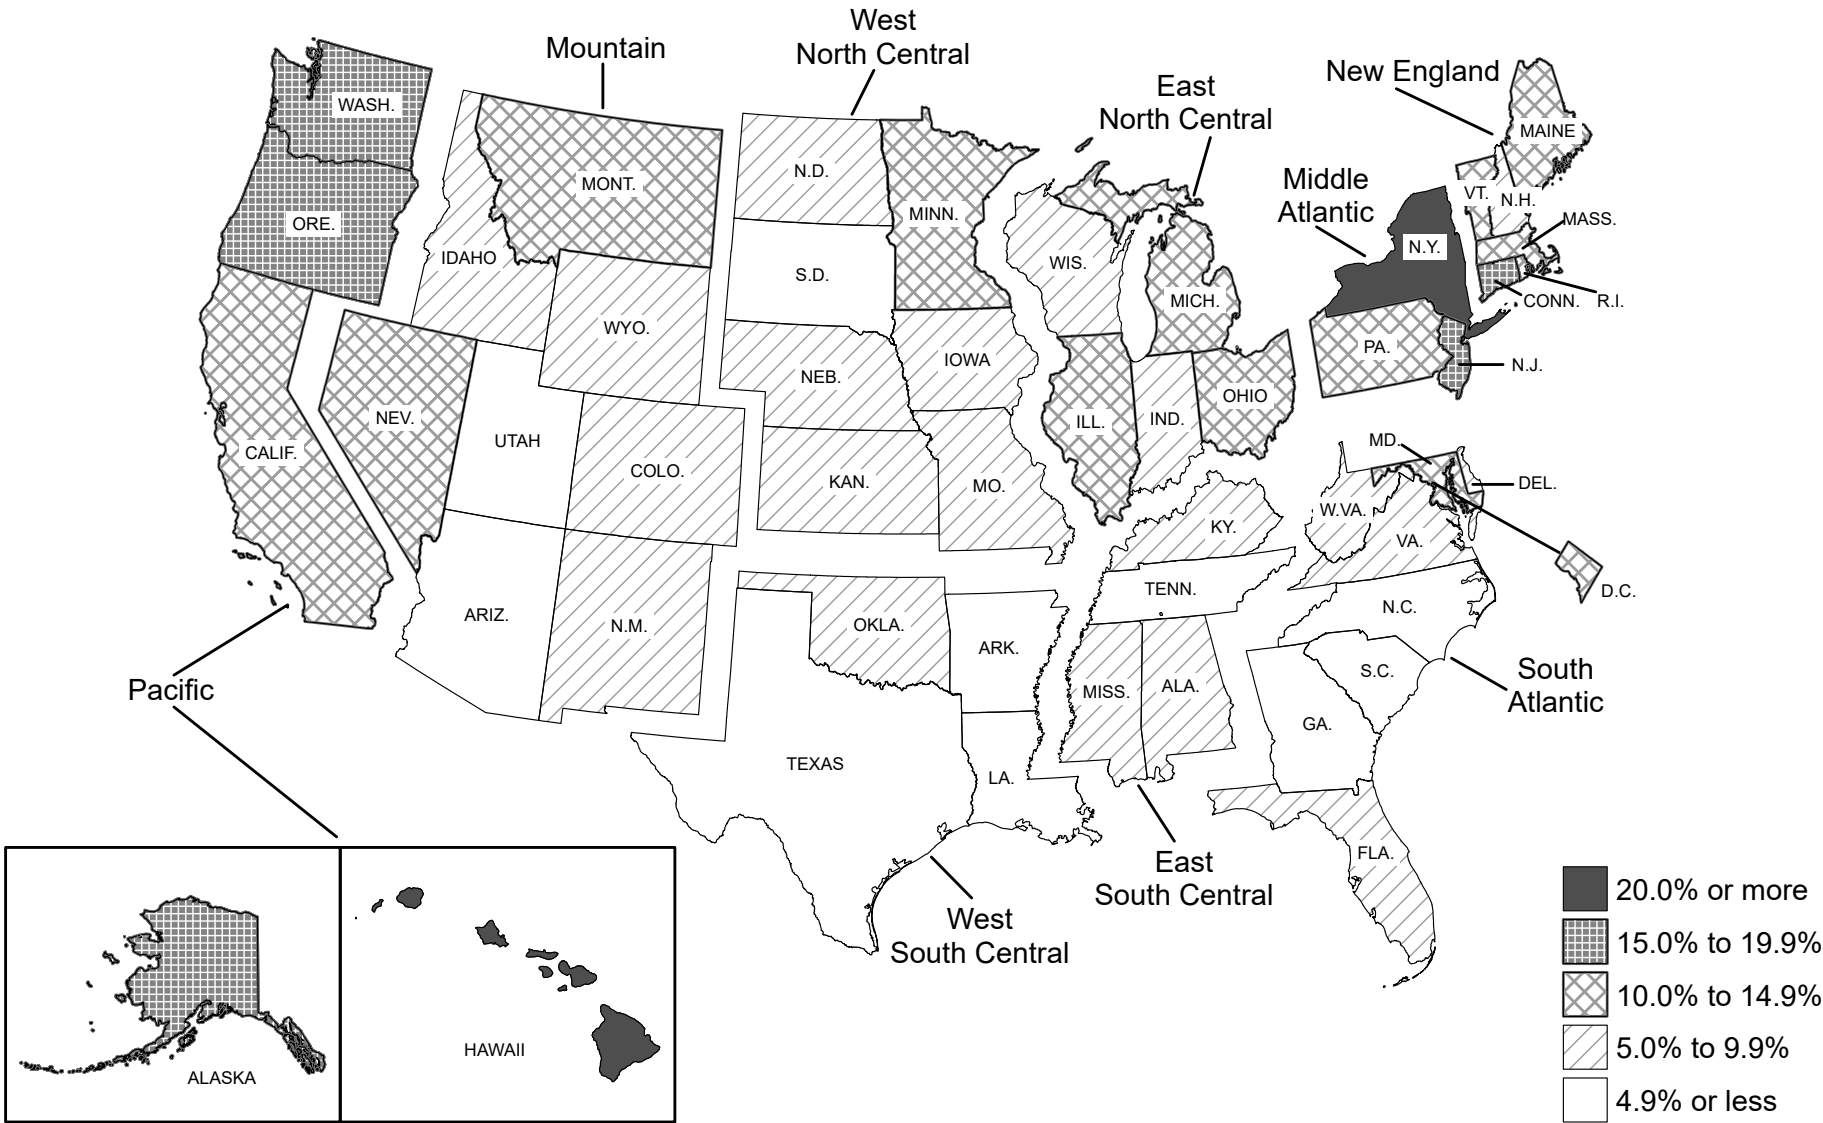 West
North Central
Mountain
East
North Central
New England
Middle
Atlantic
WASH.
MAINE
N.D.
MONT.
VT.
N.H.
ORE.
MINN.
MASS.
IDAHO
N.Y.
S.D.
WIS.
MICH.
CONN.
R.I.
WYO.
IOWA
PA.
N.J.
NEB.
OHIO
NEV.
ILL.
IND.
UTAH
MD.
CALIF.
COLO.
KAN.
MO.
DEL.
W.VA.
KY.
VA.
TENN.
D.C.
ARIZ.
N.M.
OKLA.
N.C.
ARK.
S.C.
South
Atlantic
Pacific
MISS.
ALA.
GA.
TEXAS
LA.
FLA.
East
South Central
West
South Central
HAWAII
ALASKA
20.0% or more
15.0% to 19.9%
10.0% to 14.9%
5.0% to 9.9%
4.9% or less